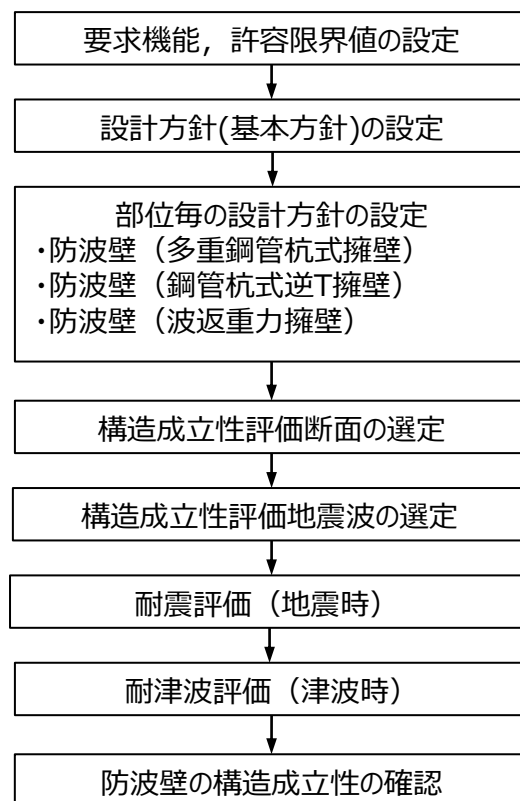 要求機能，許容限界値の設定
設計方針(基本方針)の設定
部位毎の設計方針の設定
・防波壁（多重鋼管杭式擁壁）
・防波壁（鋼管杭式逆T擁壁）
・防波壁（波返重力擁壁）
構造成立性評価断面の選定
構造成立性評価地震波の選定
耐震評価（地震時）
耐津波評価（津波時）
防波壁の構造成立性の確認